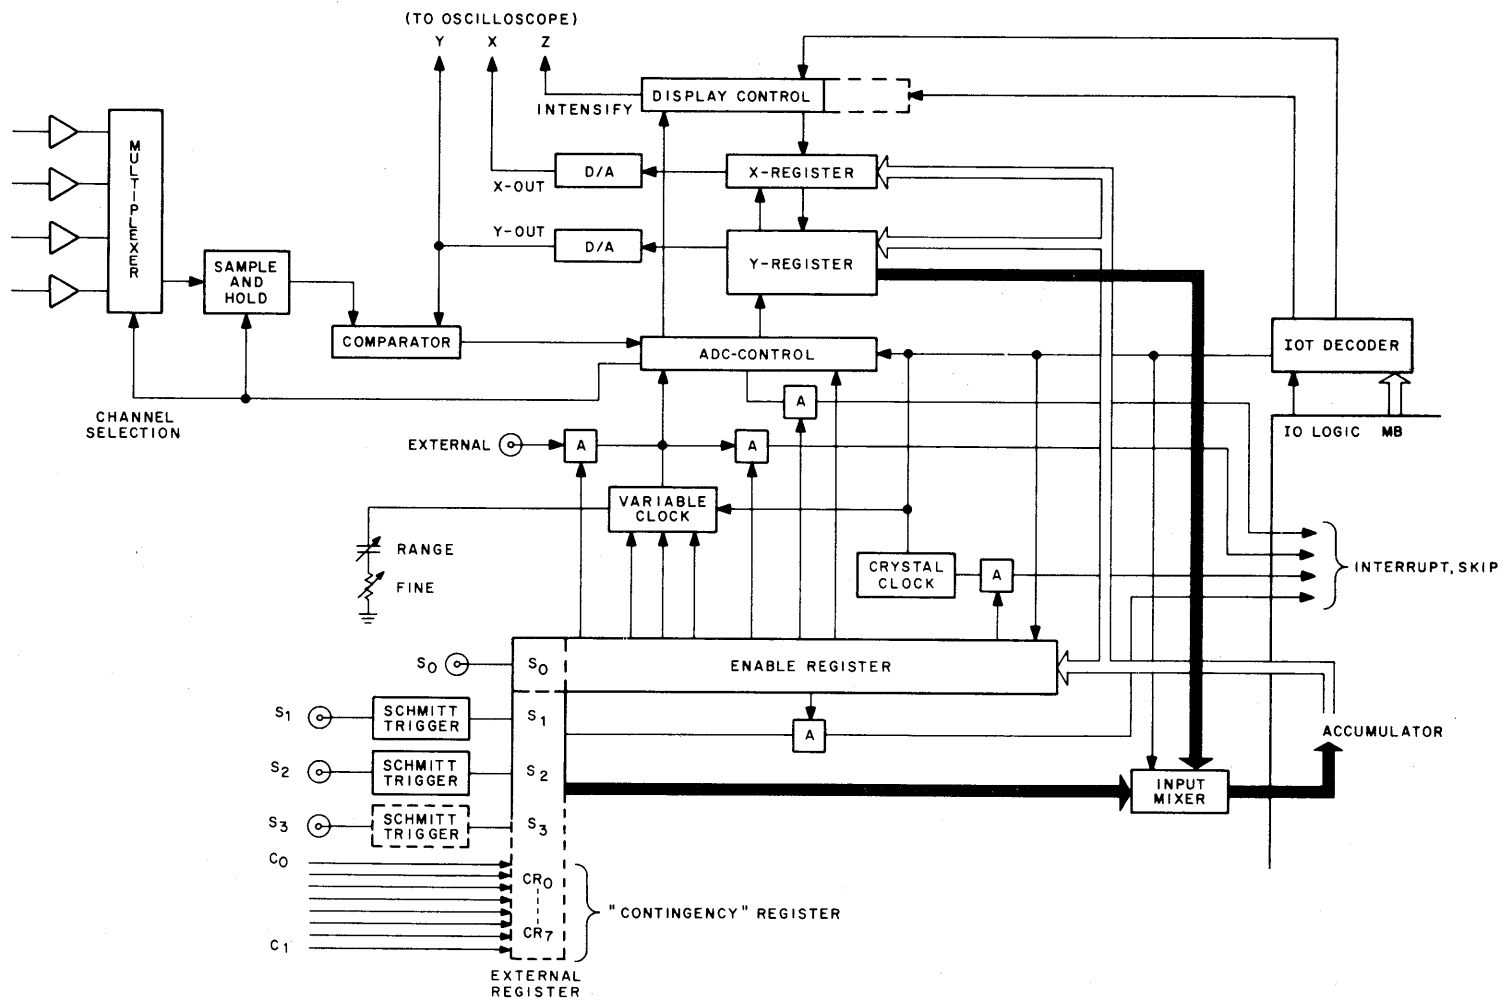 (TO OSCILLOSCOPE)
Y X Z
INTENSIFY
DISPLAY CONTROL
MULTIPLEXER
D/A
X-REGISTER
X-OUT
Y-OUT
D/A
Y-REGISTER
SAMPLE
AND
HOLD
COMPARATOR
ADC-CONTROL
IOT DECODER
CHANNEL
SELECTION
A
IO LOGIC MB
EXTERNAL
A
A
VARIABLE
CLOCK
RANGE
FINE
CRYSTAL
CLOCK
A
INTERRUPT, SKIP
S0
S0
ENABLE REGISTER
S1
SCHMITT
TRIGGER
S1
A
ACCUMULATOR
S2
SCHMITT
TRIGGER
S2
INPUT
MIXER
S3
SCHMITT
TRIGGER
S3
C0
CR0
"CONTINGENCY" REGISTER
CR7
C1
EXTERNAL
REGISTER